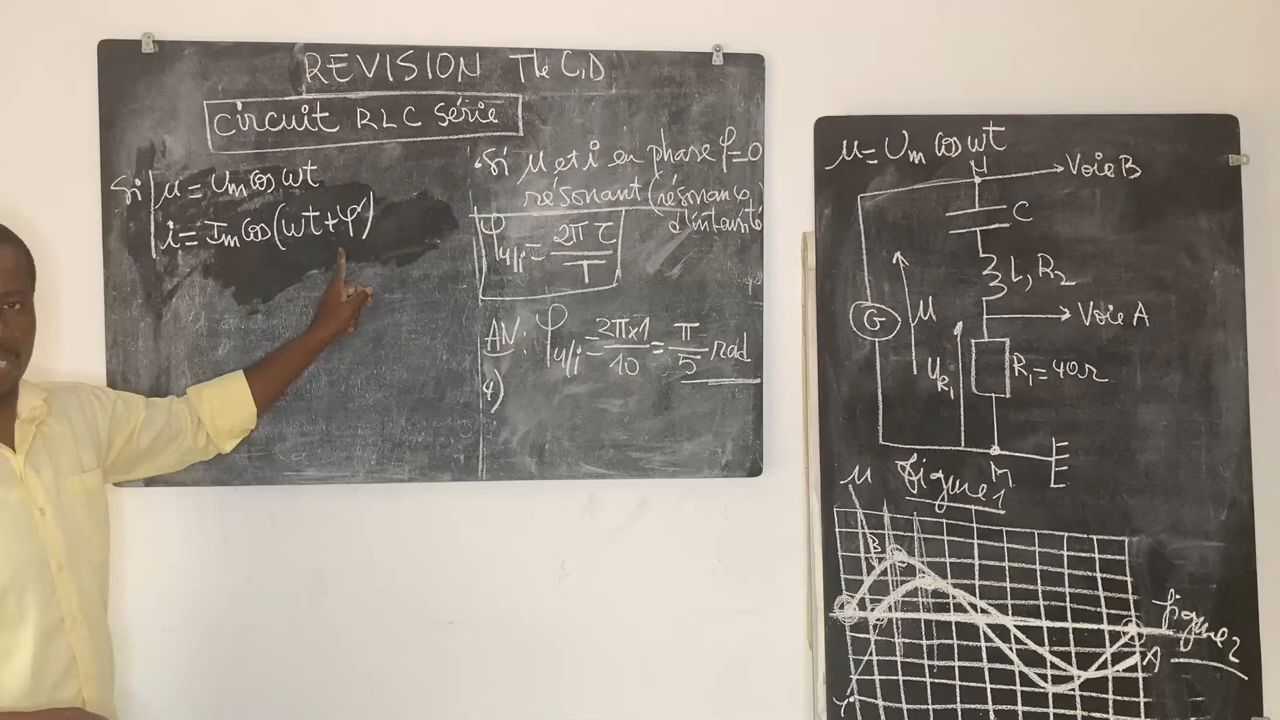 REVISION Tle C,D
Circuit RLC série
Si u = Um cos ωt
i = Im cos(ωt+φ)
Si u et i en phase φ=0
résonant (résonance
d'intensité
φu/i = 2πτ/T
AN: φu/i = 2π×1/10 = π/5 rad
4)
u = Um cos ωt
Voie B
C
L, R2
G
u
Voie A
uR1
R1 = 40Ω
M
figure 1
u
B
figure 2
A